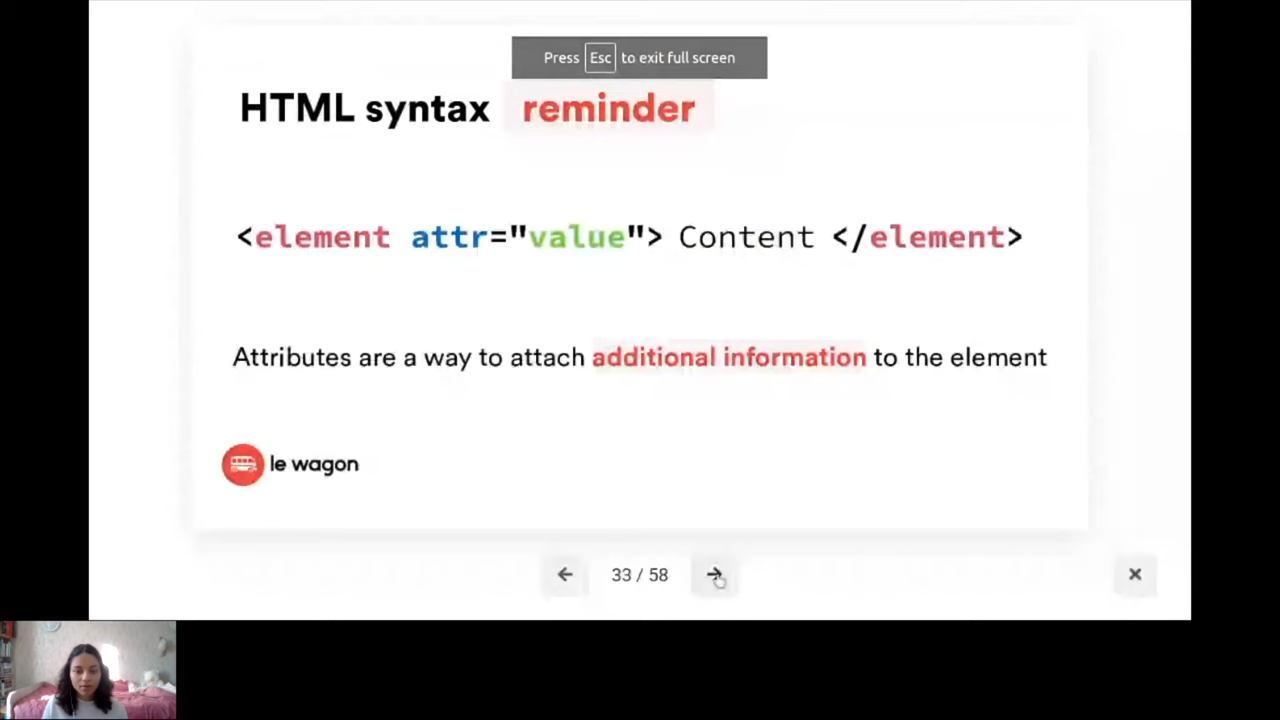 Press Esc to exit full screen
HTML syntax reminder
<element attr="value"> Content </element>
Attributes are a way to attach additional information to the element
le wagon
33 / 58